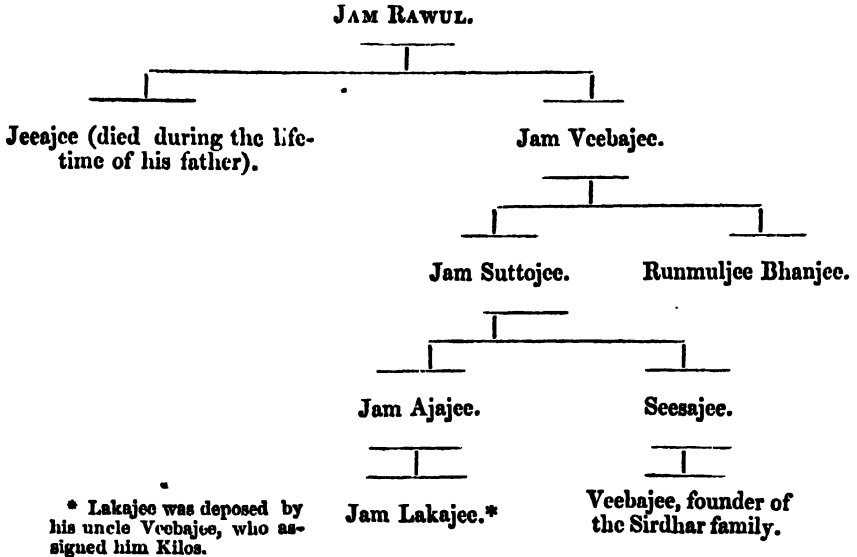 JAM RAWUL.
Jeeajee (died during the life-
time of his father).
Jam Veebajee.
Jam Suttojee.
Runmuljee Bhanjee.
Jam Ajajee.
Seesajee.
* Lakajee was deposed by
his uncle Veebajee, who as-
signed him Kilos.
Jam Lakajee.*
Veebajee, founder of
the Sirdhar family.